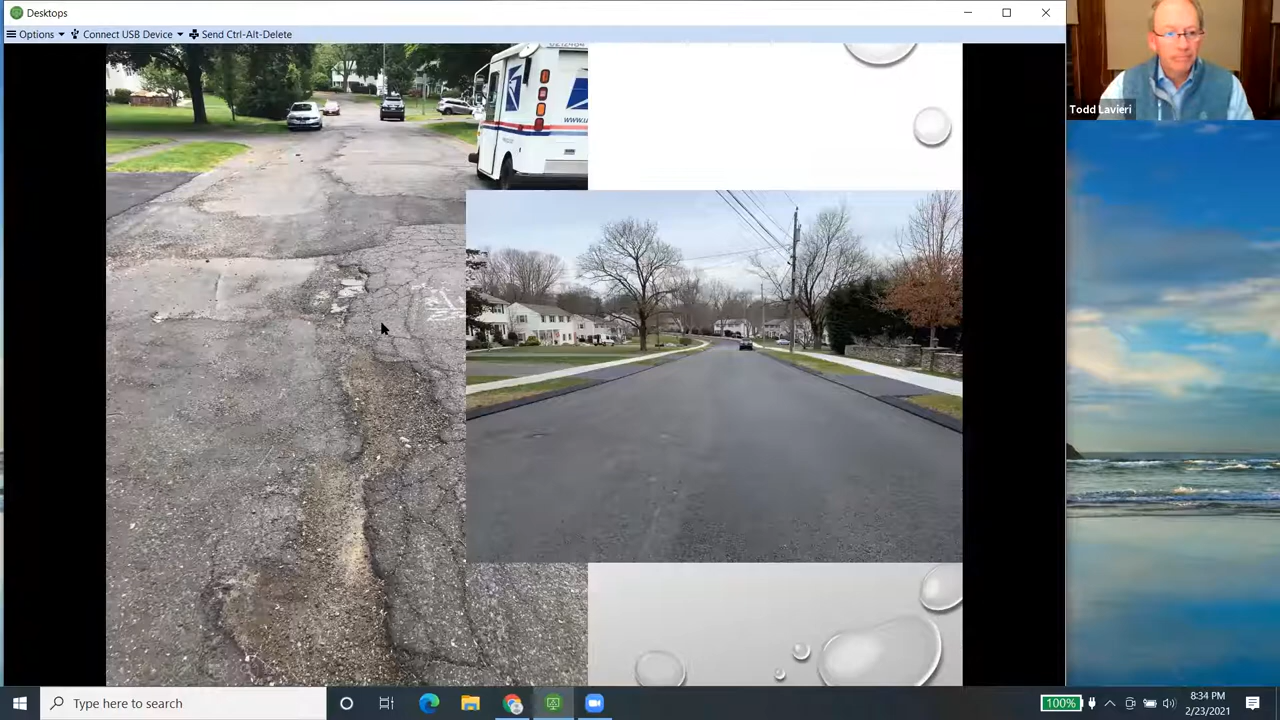 Desktops
Options
Connect USB Device
Send Ctrl-Alt-Delete
Todd Lavieri
Type here to search
100%
8:34 PM
2/23/2021